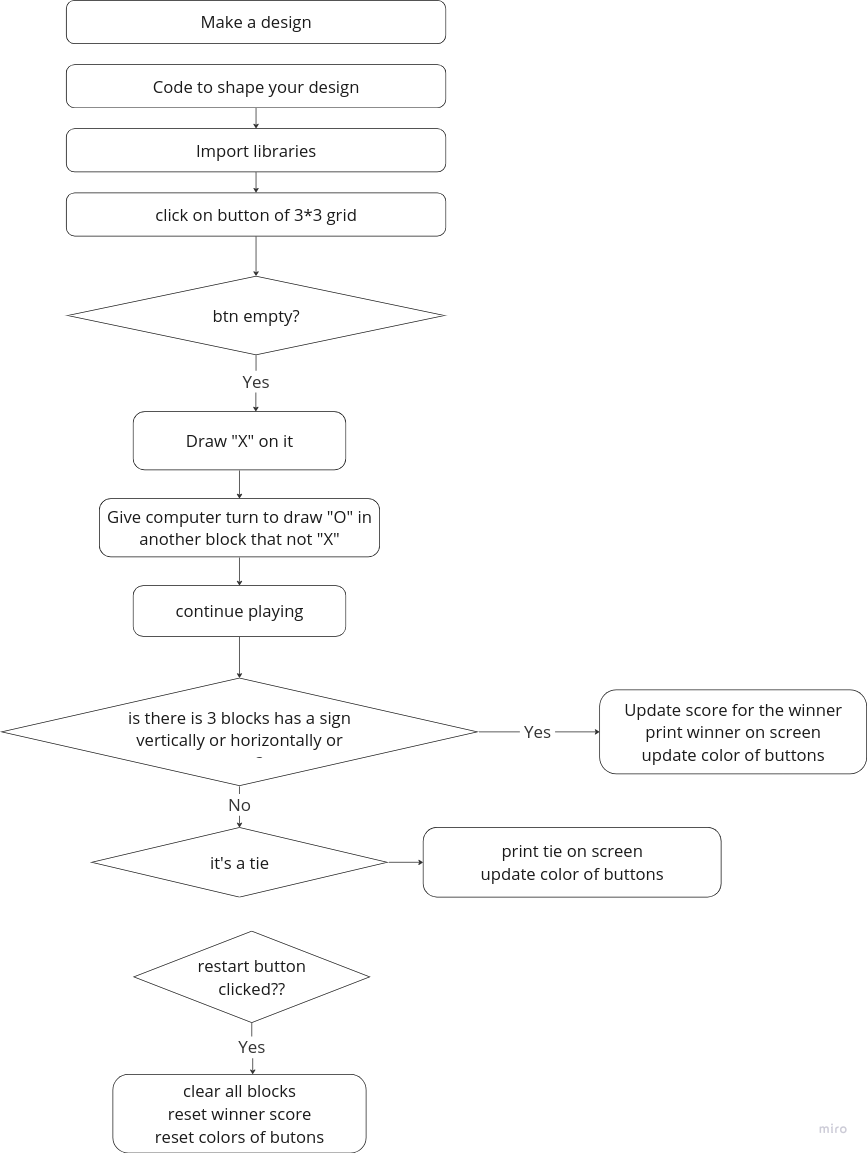 Make a design
Code to shape your design
Import libraries
click on button of 3*3 grid
btn empty?
Yes
Draw "X" on it
Give computer turn to draw "O" in
another block that not "X"
continue playing
is there is 3 blocks has a sign
vertically or horizontally or
Yes
Update score for the winner
print winner on screen
update color of buttons
No
it's a tie
print tie on screen
update color of buttons
restart button
clicked??
Yes
clear all blocks
reset winner score
reset colors of butons
miro